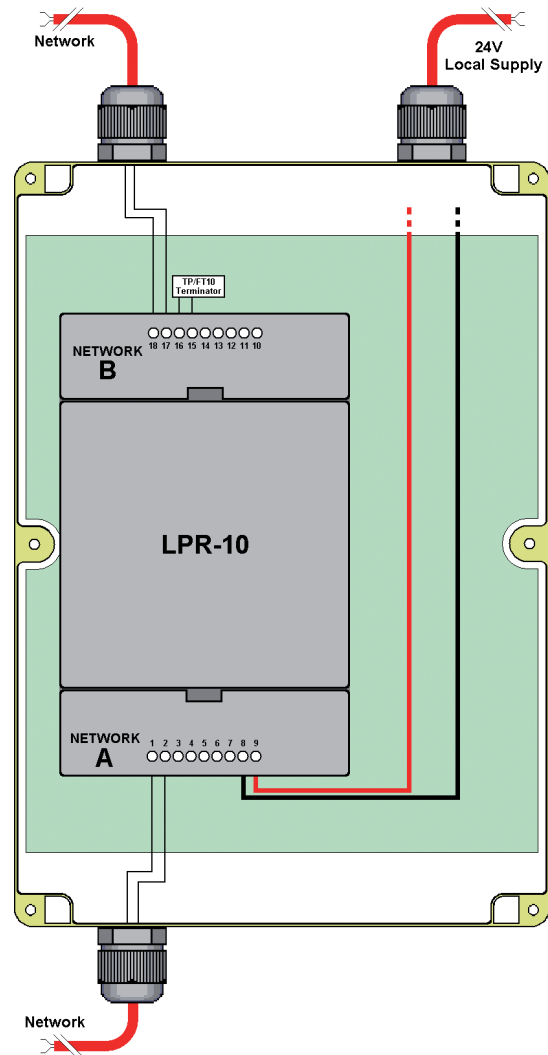 Network
24V
Local Supply
TP/FT10
Terminator
18 17 16 15 14 13 12 11 10
NETWORK
B
LPR-10
NETWORK
A
1 2 3 4 5 6 7 8 9
Network